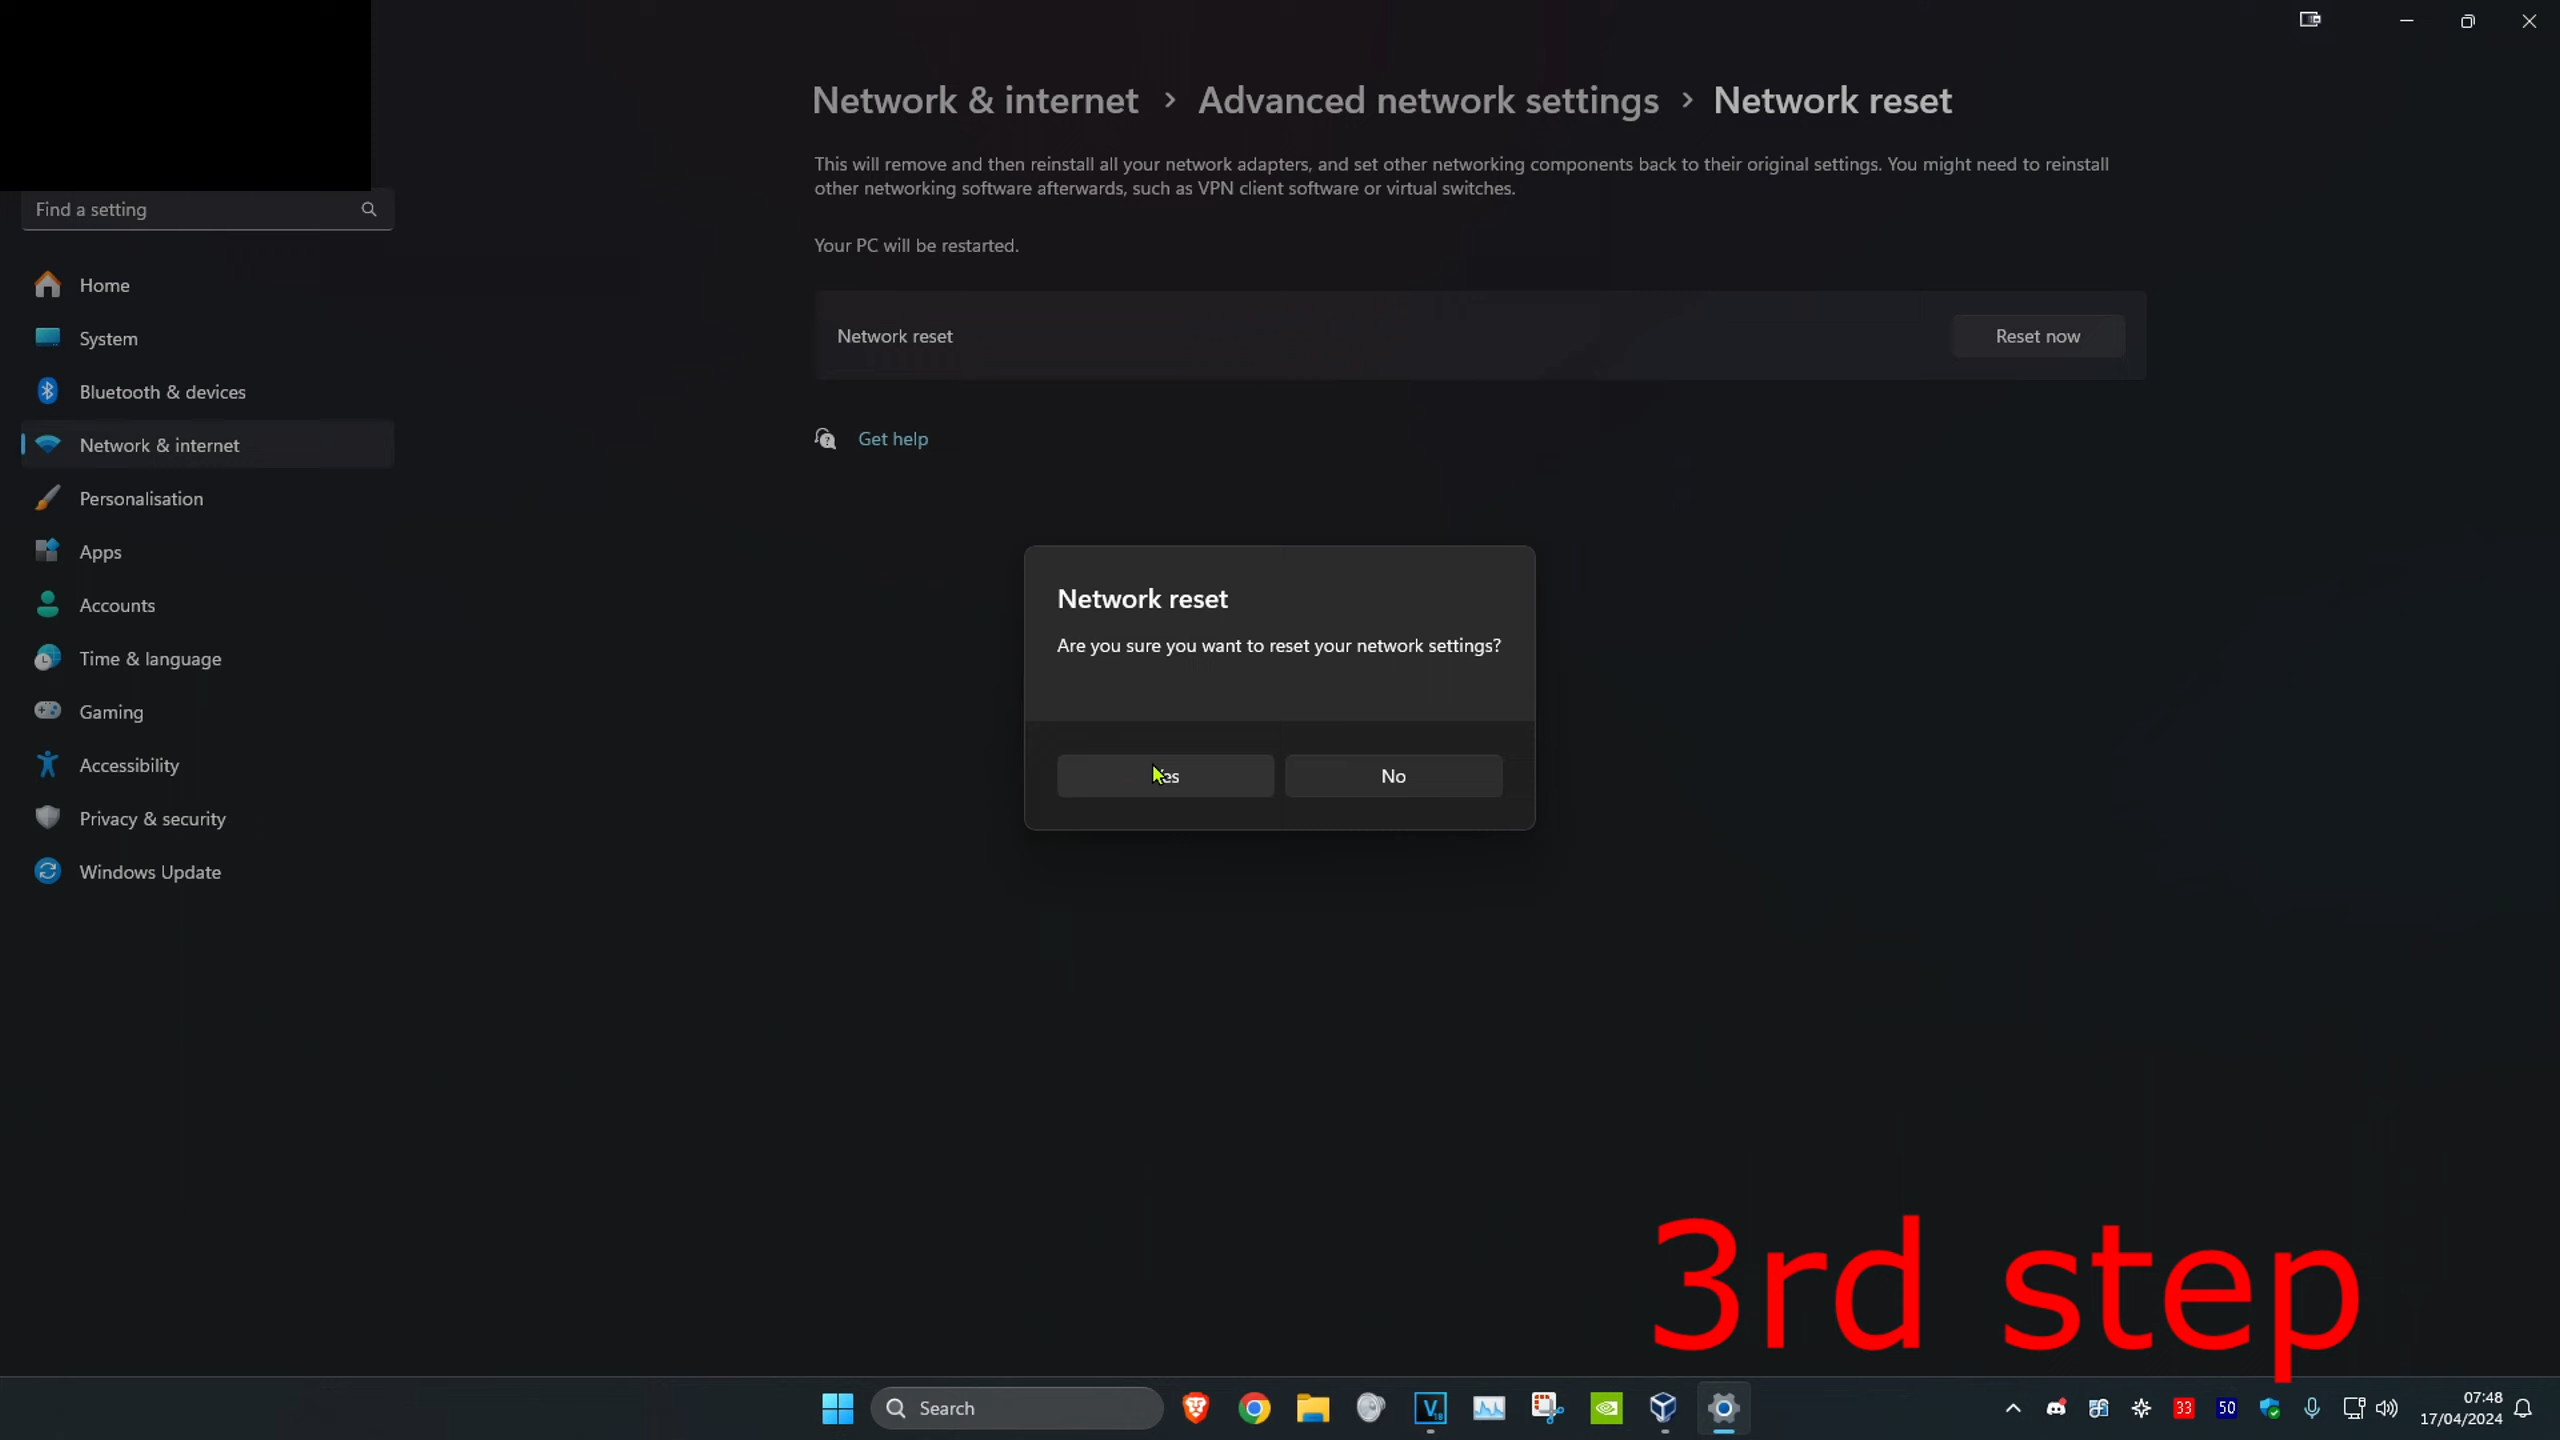 Network & internet > Advanced network settings > Network reset
This will remove and then reinstall all your network adapters, and set other networking components back to their original settings. You might need to reinstall
other networking software afterwards, such as VPN client software or virtual switches.
Your PC will be restarted.
Network reset
Reset now
Get help
Find a setting
Home
System
Bluetooth & devices
Network & internet
Personalisation
Apps
Accounts
Time & language
Gaming
Accessibility
Privacy & security
Windows Update
Network reset
Are you sure you want to reset your network settings?
Yes
No
3rd step
Search
V
18
33
50
07:48
17/04/2024